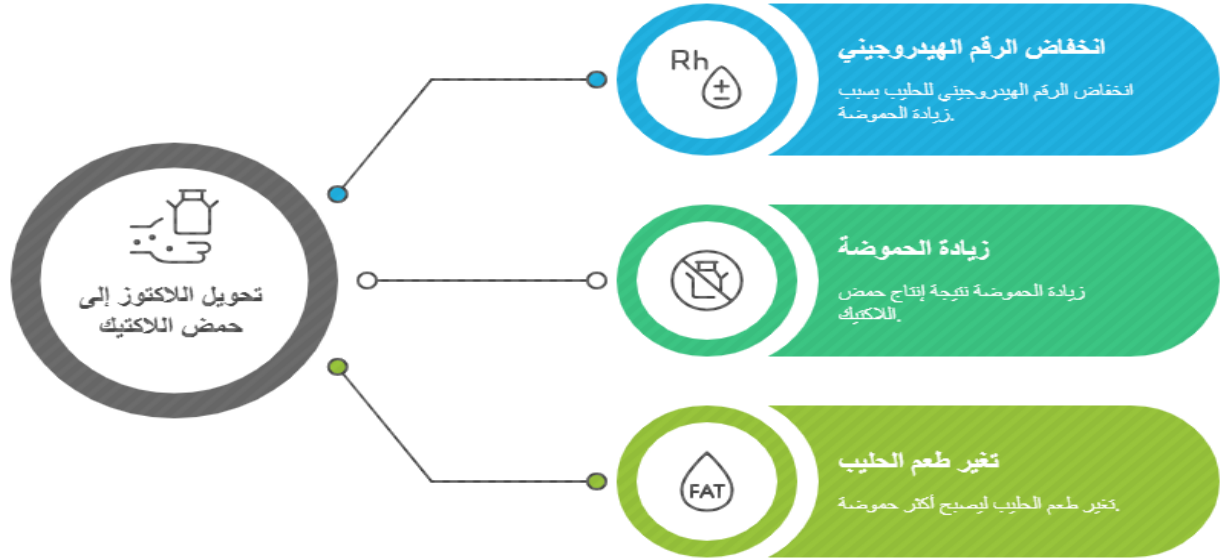 تحويل اللاكتوز إلى
حمض اللاكتيك
Rh
انخفاض الرقم الهيدروجيني
انخفاض الرقم الهيدروجيني للحليب بسبب
زيادة الحموضة.
زيادة الحموضة
زيادة الحموضة نتيجة إنتاج حمض
اللاكتيك.
FAT
تغير طعم الحليب
تغير طعم الحليب ليصبح أكثر حموضة.